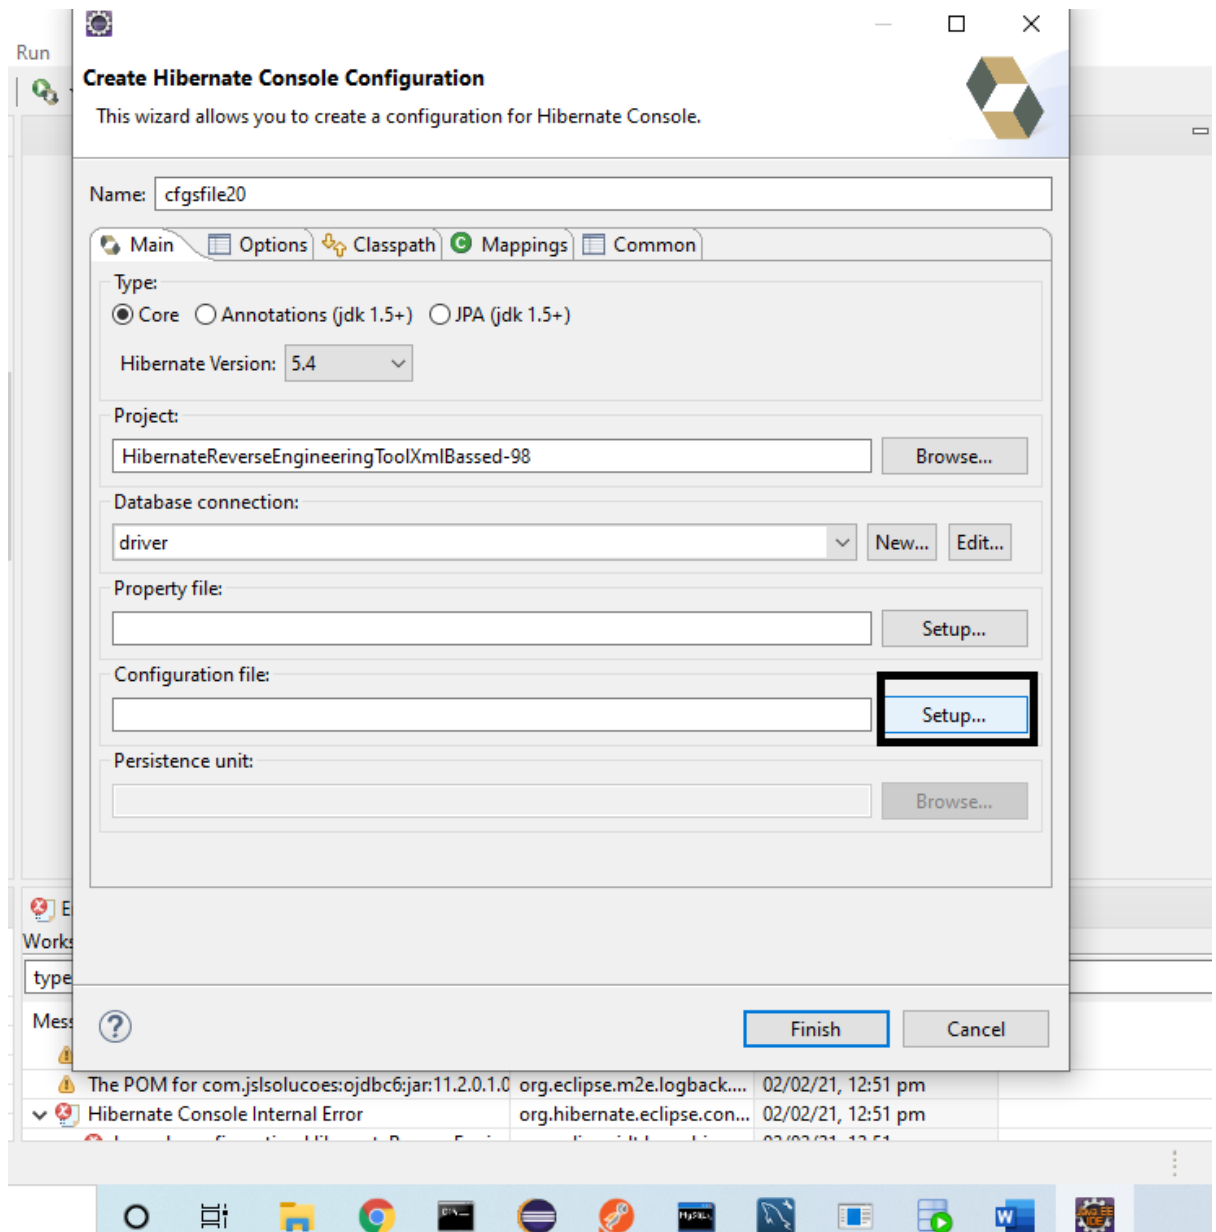 Run
Create Hibernate Console Configuration
This wizard allows you to create a configuration for Hibernate Console.
Name: cfgsfile20
Main Options Classpath Mappings Common
Type:
Core Annotations (jdk 1.5+) JPA (jdk 1.5+)
Hibernate Version: 5.4
Project:
HibernateReverseEngineeringToolXmlBassed-98 Browse...
Database connection:
driver New... Edit...
Property file:
Setup...
Configuration file:
Setup...
Persistence unit:
Browse...
E
Works
type
Mess
Finish Cancel
The POM for com.jslsolucoes:ojdbc6:jar:11.2.0.1.0 org.eclipse.m2e.logback.... 02/02/21, 12:51 pm
Hibernate Console Internal Error org.hibernate.eclipse.con... 02/02/21, 12:51 pm